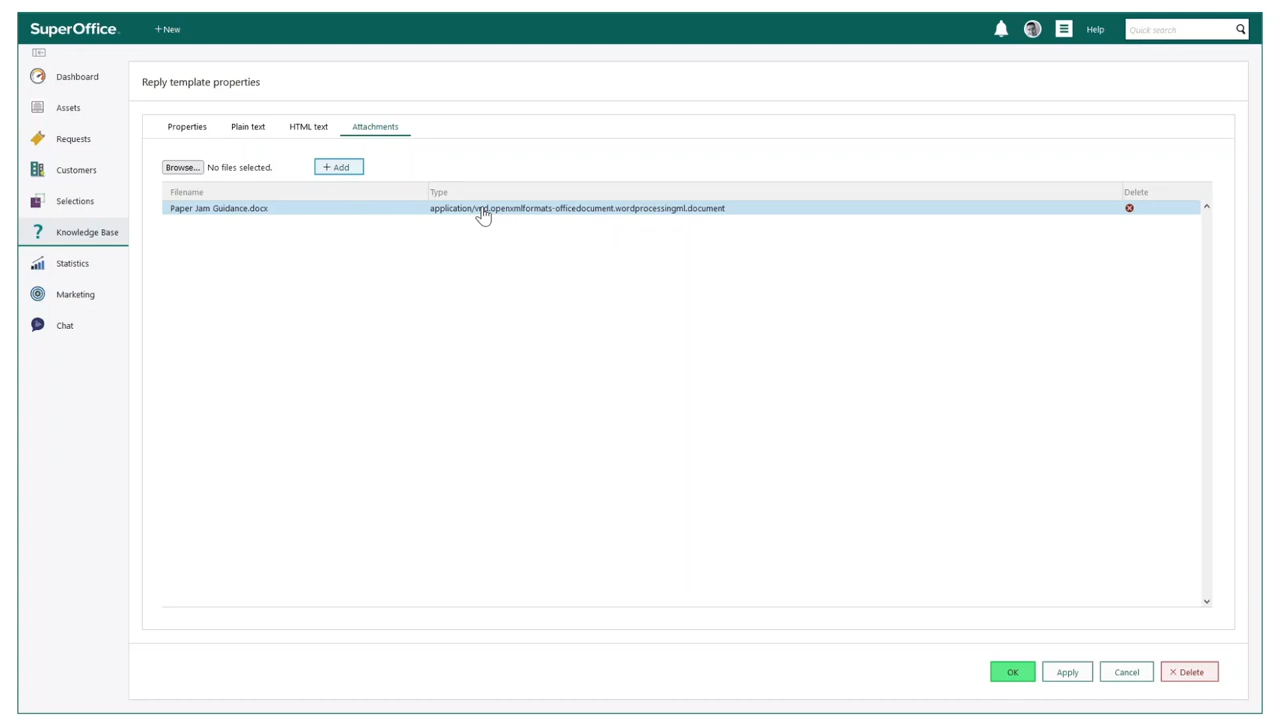 SuperOffice.
+ New
Help
Quick search
Dashboard
Assets
Requests
Customers
Selections
Knowledge Base
Statistics
Marketing
Chat
Reply template properties
Properties Plain text HTML text Attachments
Browse... No files selected. + Add
Filename Type Delete
Paper Jam Guidance.docx application/vnd.openxmlformats-officedocument.wordprocessingml.document
OK Apply Cancel Delete